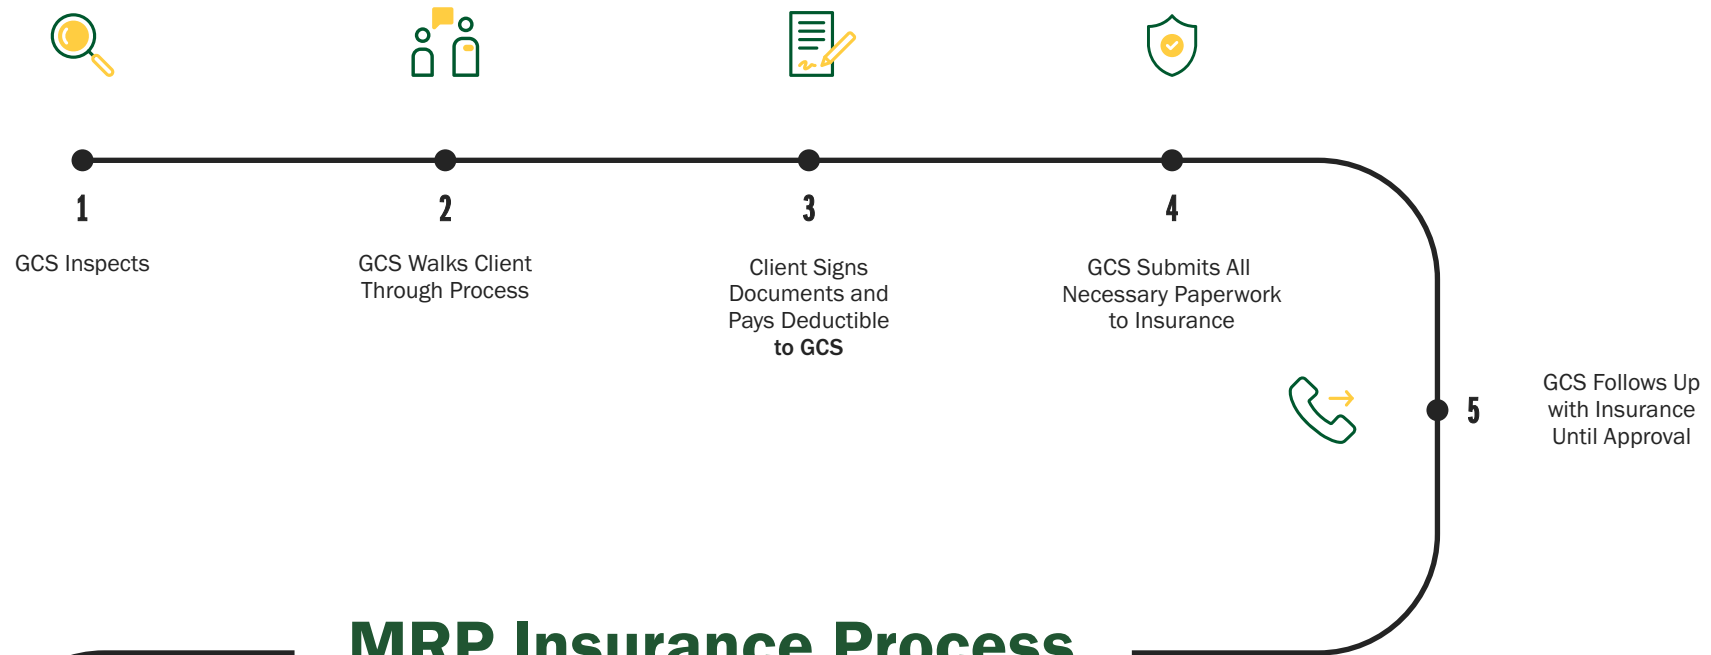 1
GCS Inspects
2
GCS Walks Client
Through Process
3
Client Signs
Documents and
Pays Deductible
to GCS
4
GCS Submits All
Necessary Paperwork
to Insurance
5
GCS Follows Up
with Insurance
Until Approval
MRP Insurance Process